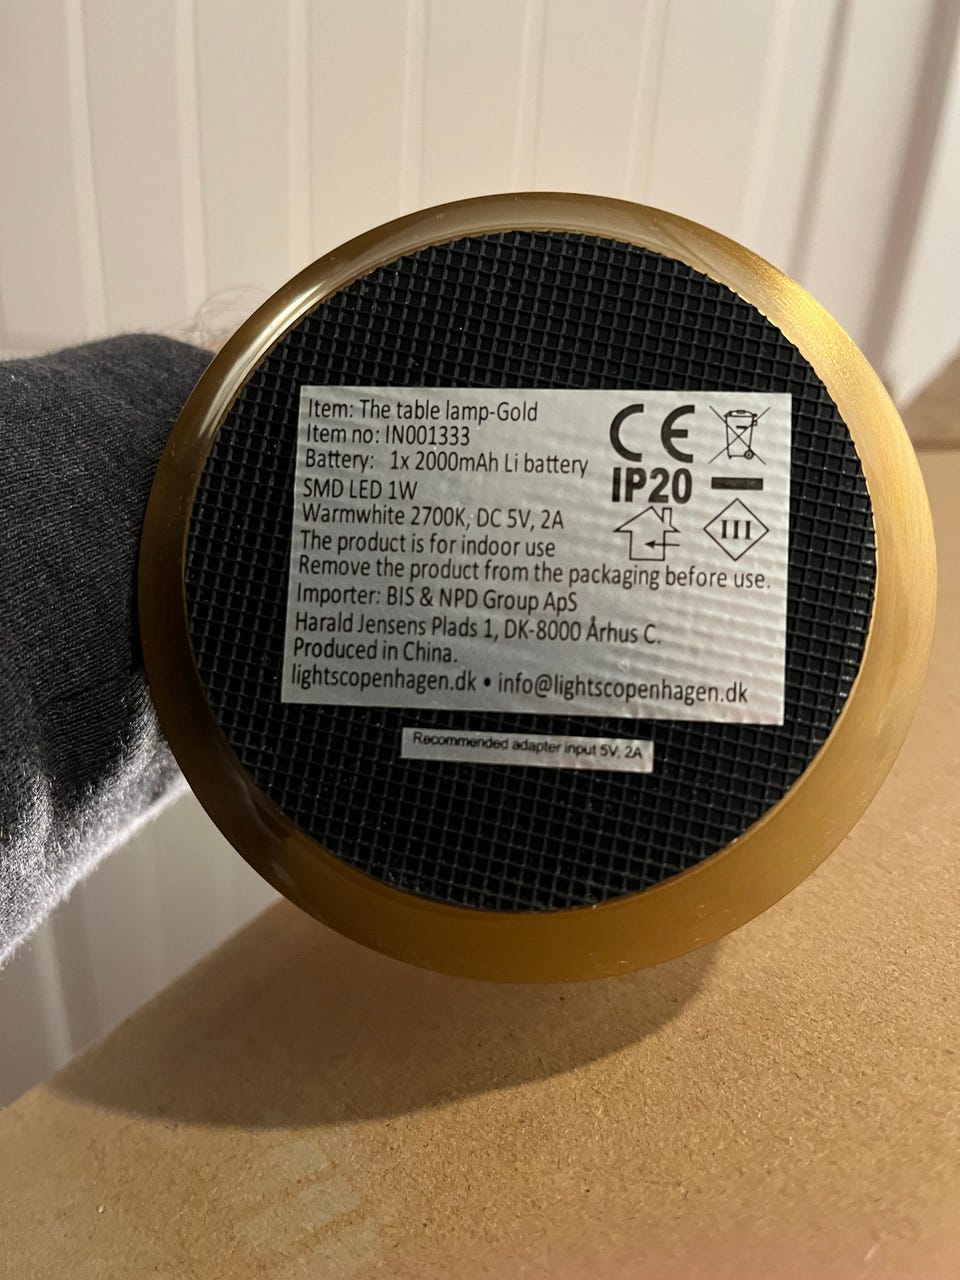 Item: The table lamp-Gold
Item no: IN001333
Battery: 1x 2000mAh Li battery
SMD LED 1W
Warmwhite 2700K, DC 5V, 2A
The product is for indoor use
Remove the product from the packaging before use.
Importer: BIS & NPD Group ApS
Harald Jensens Plads 1, DK-8000 Århus C.
Produced in China.
lightscopenhagen.dk • info@lightscopenhagen.dk
CE
IP20
III
Recommended adapter input 5V, 2A